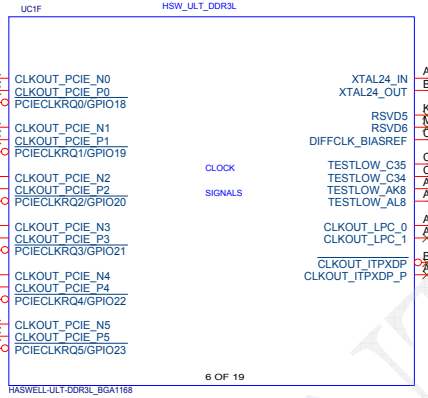 UC1F
HSW_ULT_DDR3L
CLKOUT_PCIE_N0
CLKOUT_PCIE_P0
PCIECLKRQ0/GPIO18
CLKOUT_PCIE_N1
CLKOUT_PCIE_P1
PCIECLKRQ1/GPIO19
CLKOUT_PCIE_N2
CLKOUT_PCIE_P2
PCIECLKRQ2/GPIO20
CLKOUT_PCIE_N3
CLKOUT_PCIE_P3
PCIECLKRQ3/GPIO21
CLKOUT_PCIE_N4
CLKOUT_PCIE_P4
PCIECLKRQ4/GPIO22
CLKOUT_PCIE_N5
CLKOUT_PCIE_P5
PCIECLKRQ5/GPIO23
CLOCK
SIGNALS
XTAL24_IN
XTAL24_OUT
RSVD5
RSVD6
DIFFCLK_BIASREF
TESTLOW_C35
TESTLOW_C34
TESTLOW_AK8
TESTLOW_AL8
CLKOUT_LPC_0
CLKOUT_LPC_1
CLKOUT_ITPXDP
CLKOUT_ITPXDP_P
6 OF 19
HASWELL-ULT-DDR3L_BGA1168